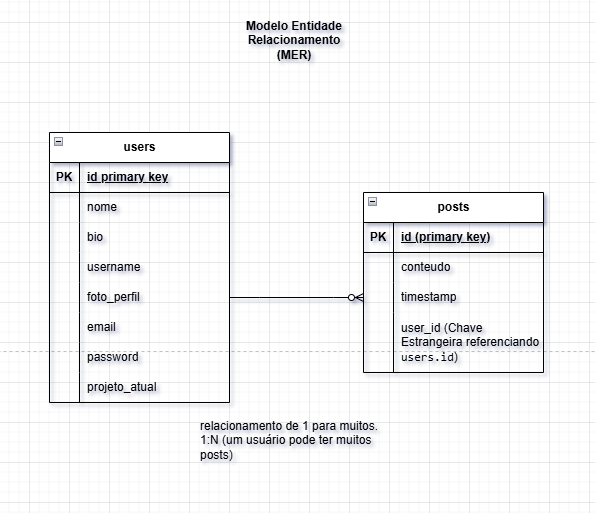 Modelo Entidade
Relacionamento
(MER)
users
PK id primary key
nome
bio
username
foto_perfil
email
password
projeto_atual
posts
PK id (primary key)
conteudo
timestamp
user_id (Chave
Estrangeira referenciando
users.id)
relacionamento de 1 para muitos.
1:N (um usuário pode ter muitos
posts)